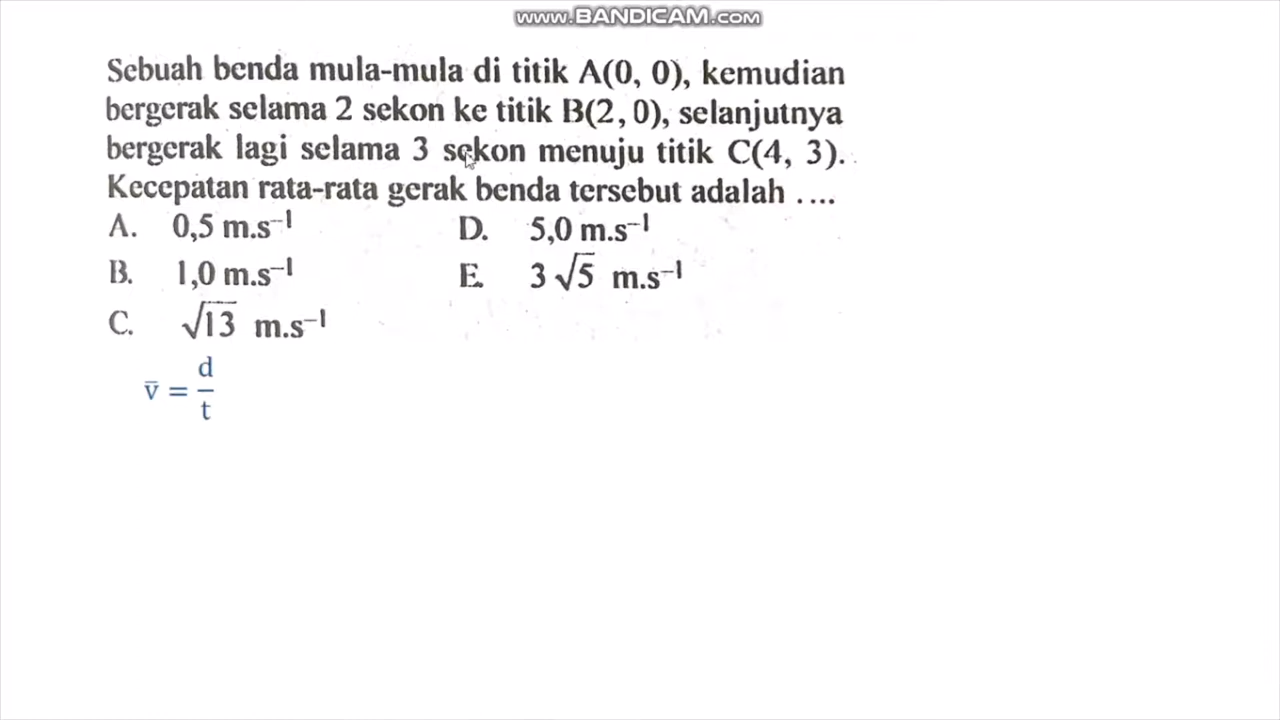 www.BANDICAM.com
Sebuah benda mula-mula di titik A(0, 0), kemudian
bergerak selama 2 sekon ke titik B(2, 0), selanjutnya
bergerak lagi selama 3 sekon menuju titik C(4, 3).
Kecepatan rata-rata gerak benda tersebut adalah ....
A. 0,5 m.s⁻¹ D. 5,0 m.s⁻¹
B. 1,0 m.s⁻¹ E. 3√5 m.s⁻¹
C. √13 m.s⁻¹
v̄ = d/t